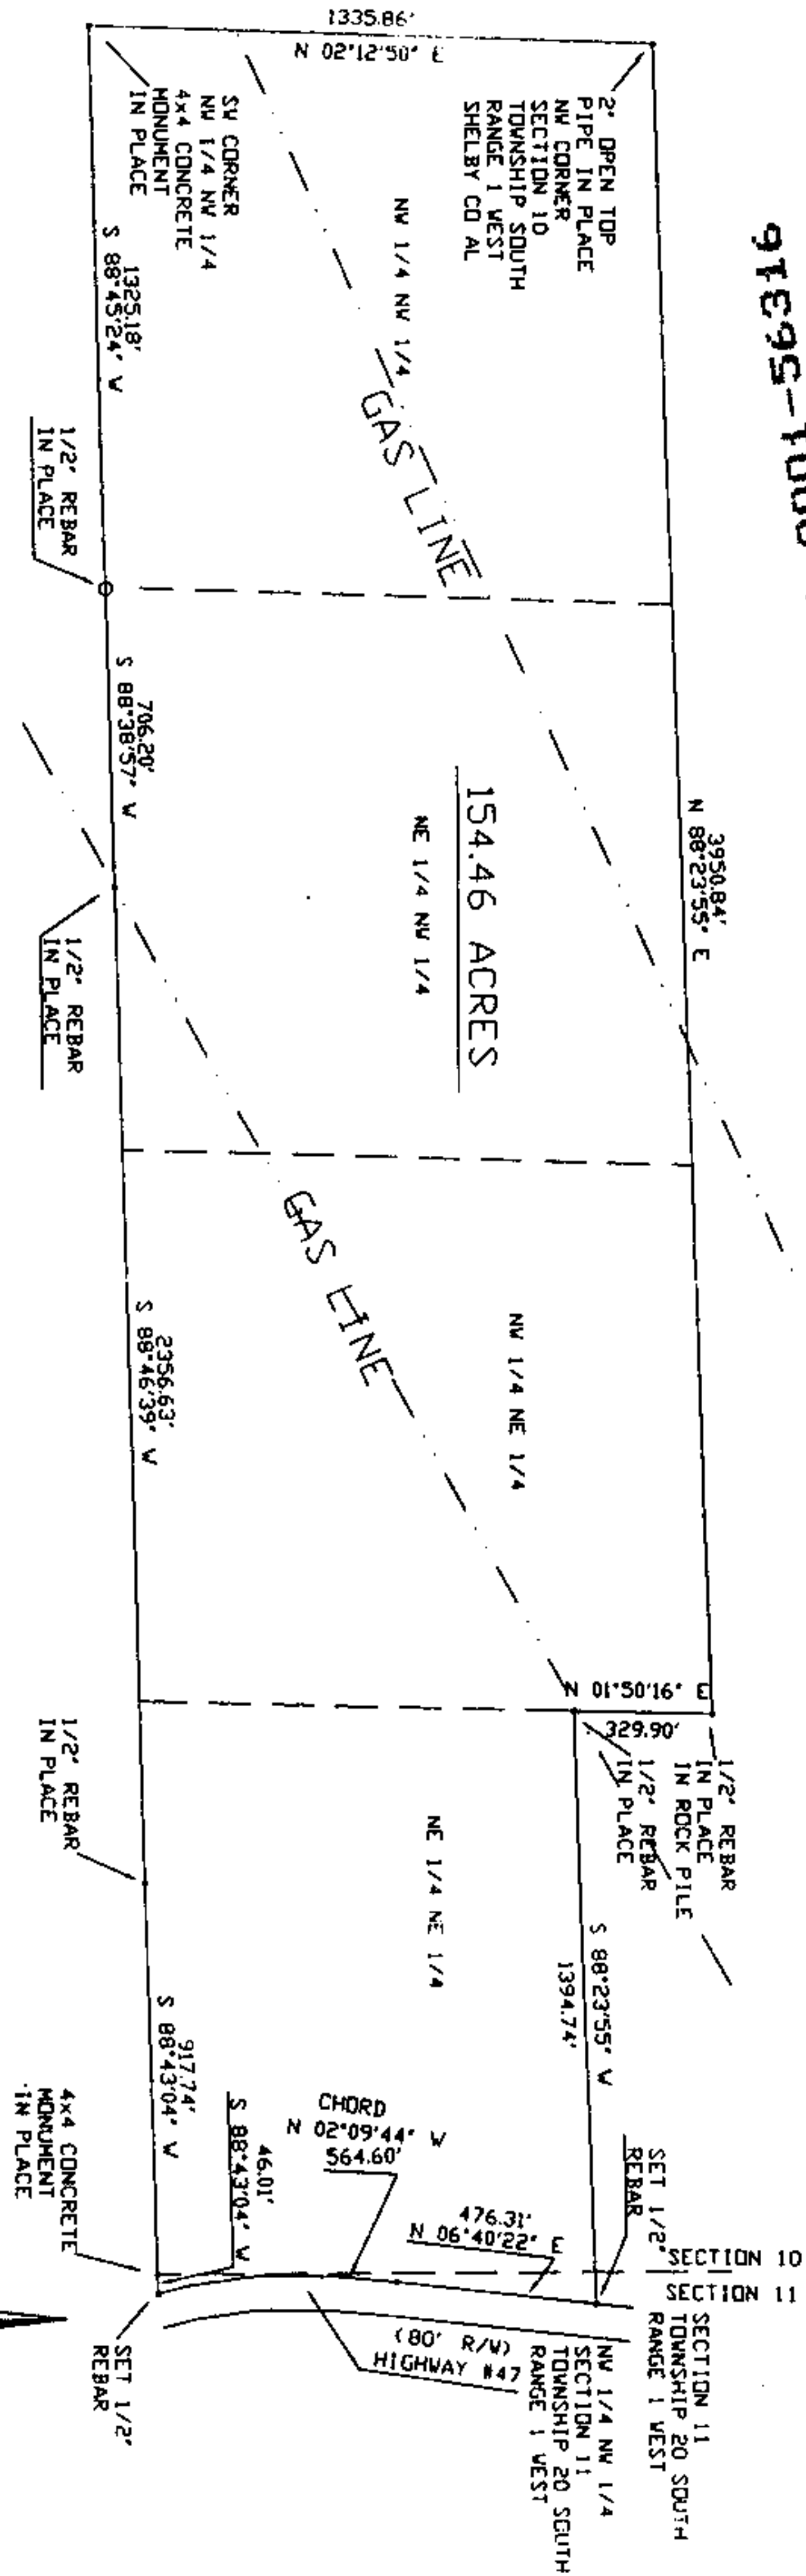 1335.86'
N 02°12'50" E
2" OPEN TOP
PIPE IN PLACE
NW CORNER
SECTION 10
TOWNSHIP SOUTH
RANGE 1 WEST
SHELBY CO AL
SW CORNER
NW 1/4 NW 1/4
4x4 CONCRETE
MONUMENT
IN PLACE
NW 1/4 NW 1/4
1325.18'
S 88°45'24" W
GAS LINE
1/2" REBAR
IN PLACE
706.20'
S 88°38'57" W
3950.84'
N 88°23'55" E
154.46 ACRES
NE 1/4 NW 1/4
1/2" REBAR
IN PLACE
GAS LINE
NW 1/4 NE 1/4
2356.63'
S 88°46'39" W
N 01°50'16" E
329.90'
1/2" REBAR
IN PLACE
IN ROCK PILE
1/2" REBAR
IN PLACE
1/2" REBAR
IN PLACE
NE 1/4 NE 1/4
S 88°23'55" W
1394.74'
917.74'
S 88°43'04" W
46.01'
S 88°43'04" W
CHORD
N 02°09'44" W
564.60'
476.31'
N 06°40'22" E
SET 1/2"
REBAR
SECTION 10
SECTION 11
SECTION 11
TOWNSHIP 20 SOUTH
RANGE 1 WEST
NW 1/4 NW 1/4
SECTION 11
TOWNSHIP 20 SOUTH
RANGE 1 WEST
(80' R/W)
HIGHWAY #47
4x4 CONCRETE
MONUMENT
IN PLACE
SET 1/2"
REBAR